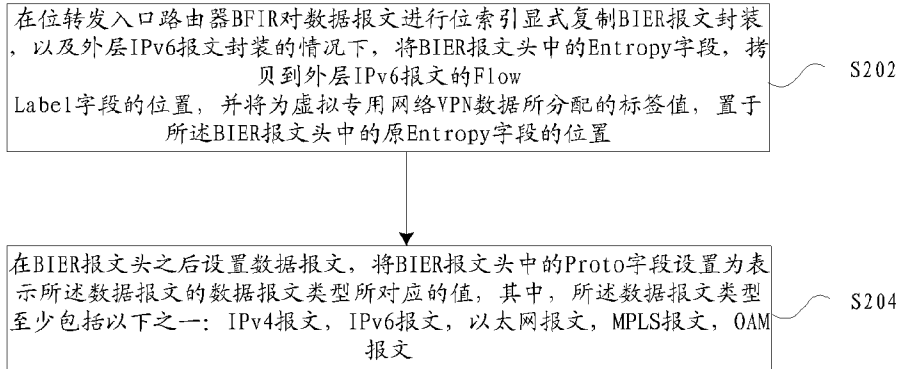 在位转发入口路由器BFIR对数据报文进行位索引显式复制BIER报文封装
,以及外层IPv6报文封装的情况下,将BIER报文头中的Entropy字段,拷
贝到外层IPv6报文的Flow
Label字段的位置,并将为虚拟专用网络VPN数据所分配的标签值,置于
所述BIER报文头中的原Entropy字段的位置
S202
在BIER报文头之后设置数据报文,将BIER报文头中的Proto字段设置为表
示所述数据报文的数据报文类型所对应的值,其中,所述数据报文类型
至少包括以下之一:IPv4报文,IPv6报文,以太网报文,MPLS报文,OAM
报文
S204